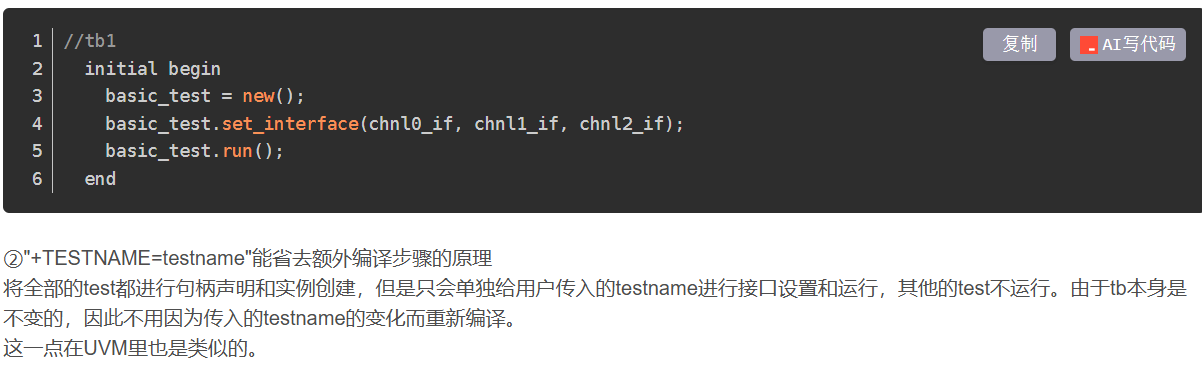 1 //tb1
复制 AI写代码
2   initial begin
3     basic_test = new();
4     basic_test.set_interface(chnl0_if, chnl1_if, chnl2_if);
5     basic_test.run();
6   end
②"+TESTNAME=testname"能省去额外编译步骤的原理
将全部的test都进行句柄声明和实例创建，但是只会单独给用户传入的testname进行接口设置和运行，其他的test不运行。由于tb本身是
不变的，因此不用因为传入的testname的变化而重新编译。
这一点在UVM里也是类似的。